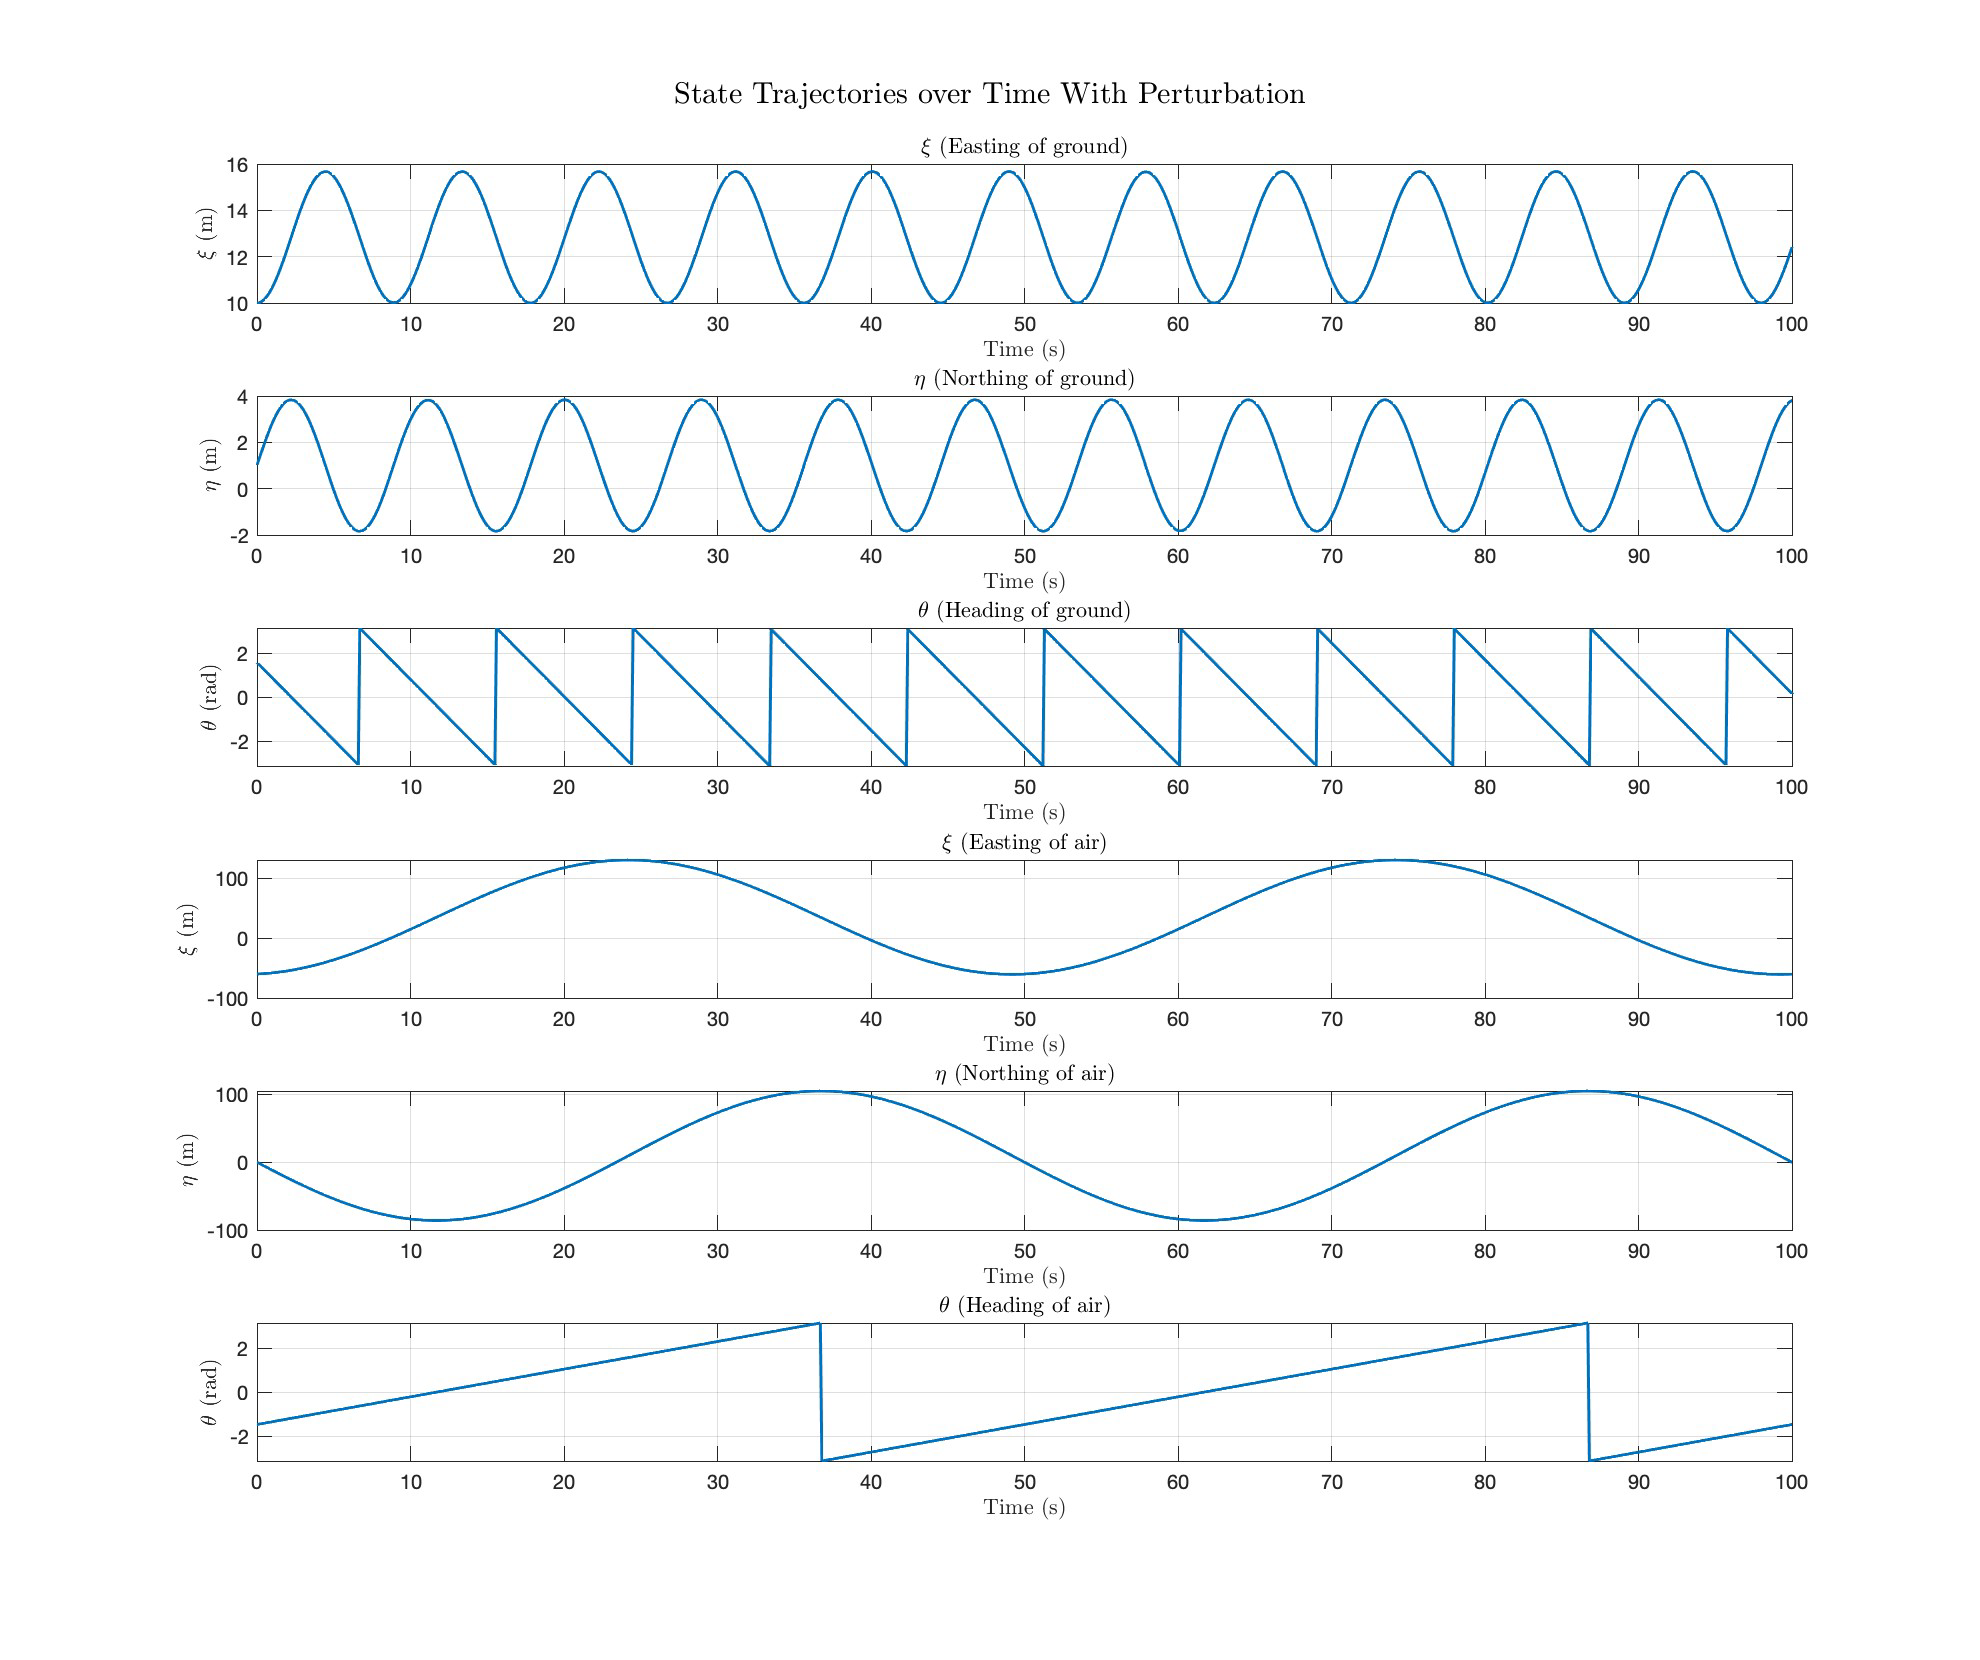 State Trajectories over Time With Perturbation
ξ (Easting of ground)
16
14
12
10
ξ (m)
0 10 20 30 40 50 60 70 80 90 100
Time (s)
η (Northing of ground)
4
2
0
-2
η (m)
0 10 20 30 40 50 60 70 80 90 100
Time (s)
θ (Heading of ground)
2
0
-2
θ (rad)
0 10 20 30 40 50 60 70 80 90 100
Time (s)
ξ (Easting of air)
100
0
-100
ξ (m)
0 10 20 30 40 50 60 70 80 90 100
Time (s)
η (Northing of air)
100
0
-100
η (m)
0 10 20 30 40 50 60 70 80 90 100
Time (s)
θ (Heading of air)
2
0
-2
θ (rad)
0 10 20 30 40 50 60 70 80 90 100
Time (s)